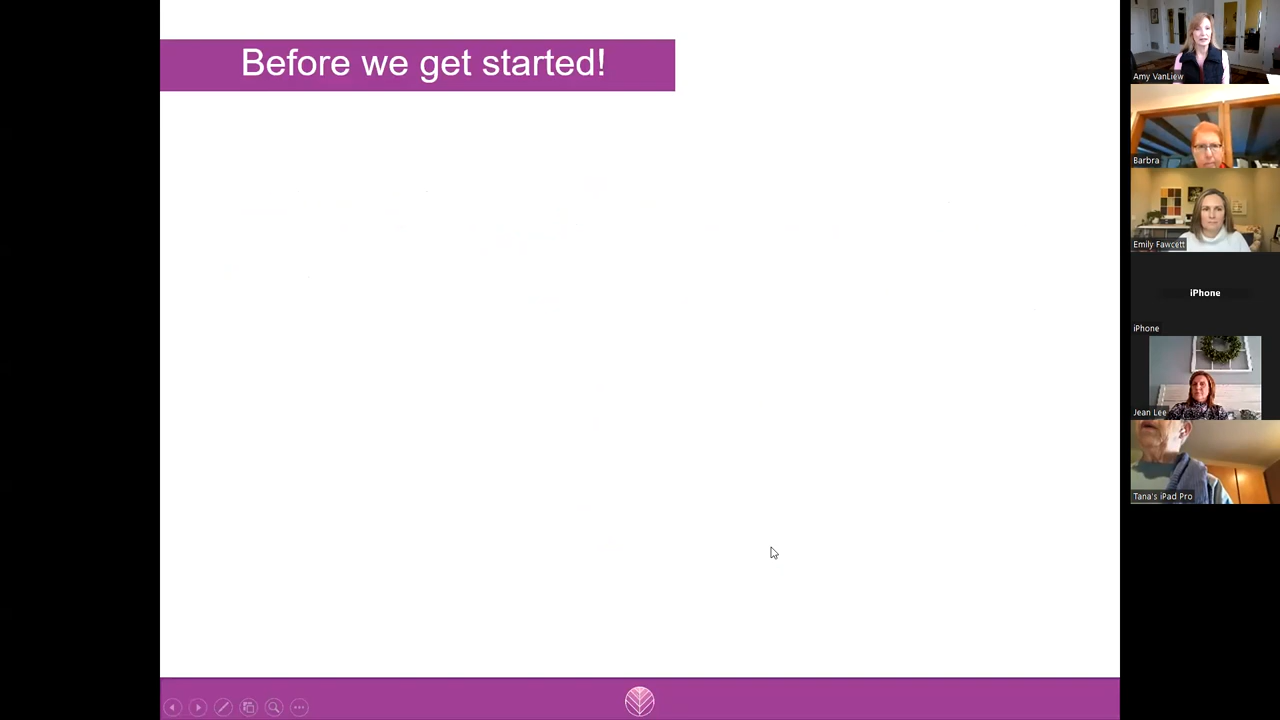 Before we get started!
Amy VanLiew
Barbra
Emily Fawcett
iPhone
iPhone
Jean Lee
Tana's iPad Pro